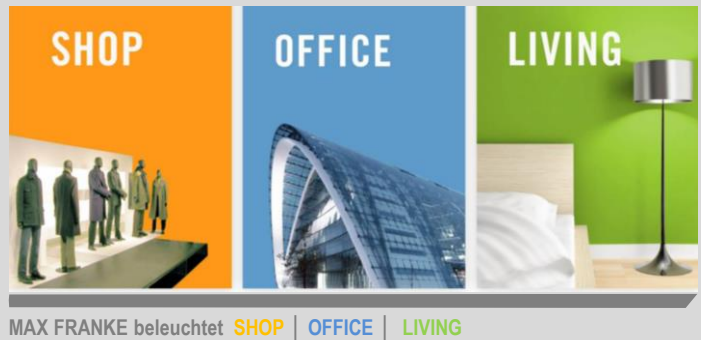 SHOP OFFICE LIVING
MAX FRANKE beleuchtet SHOP | OFFICE | LIVING